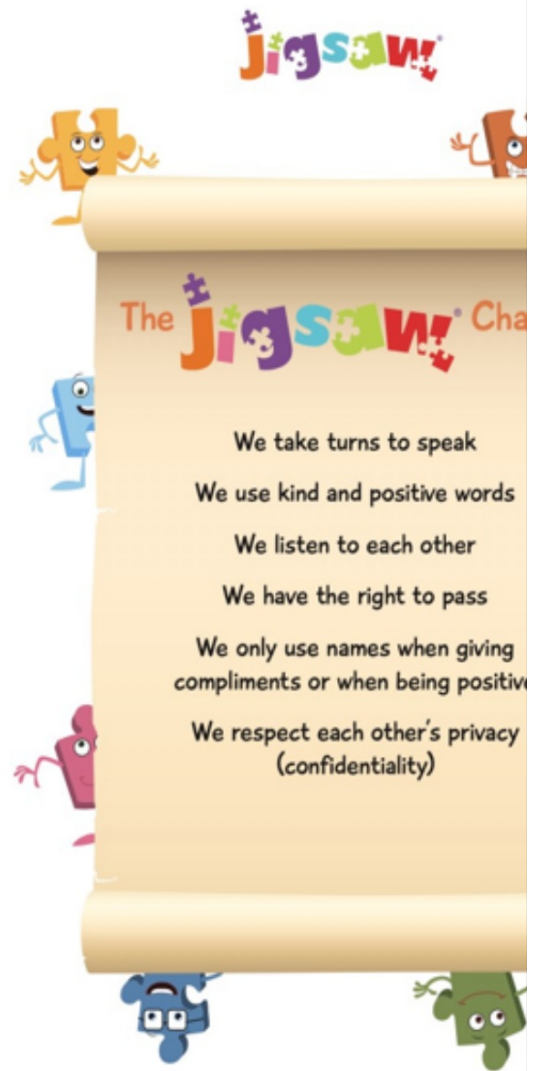 jigsaw®
The jigsaw® Cha
We take turns to speak
We use kind and positive words
We listen to each other
We have the right to pass
We only use names when giving
compliments or when being positive
We respect each other's privacy
(confidentiality)